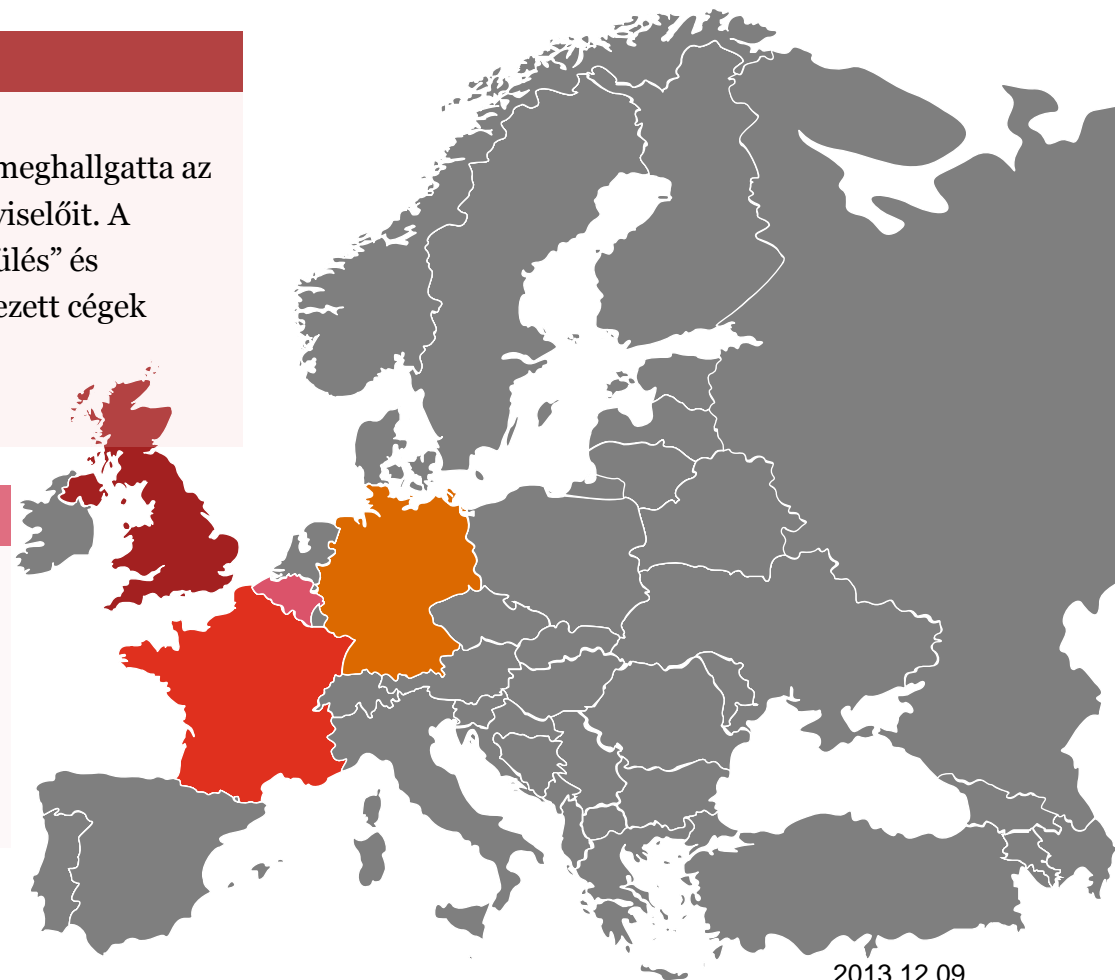 meghallgatta az
viselőit. A
ülés” és
ezett cégek
2013.12.09.